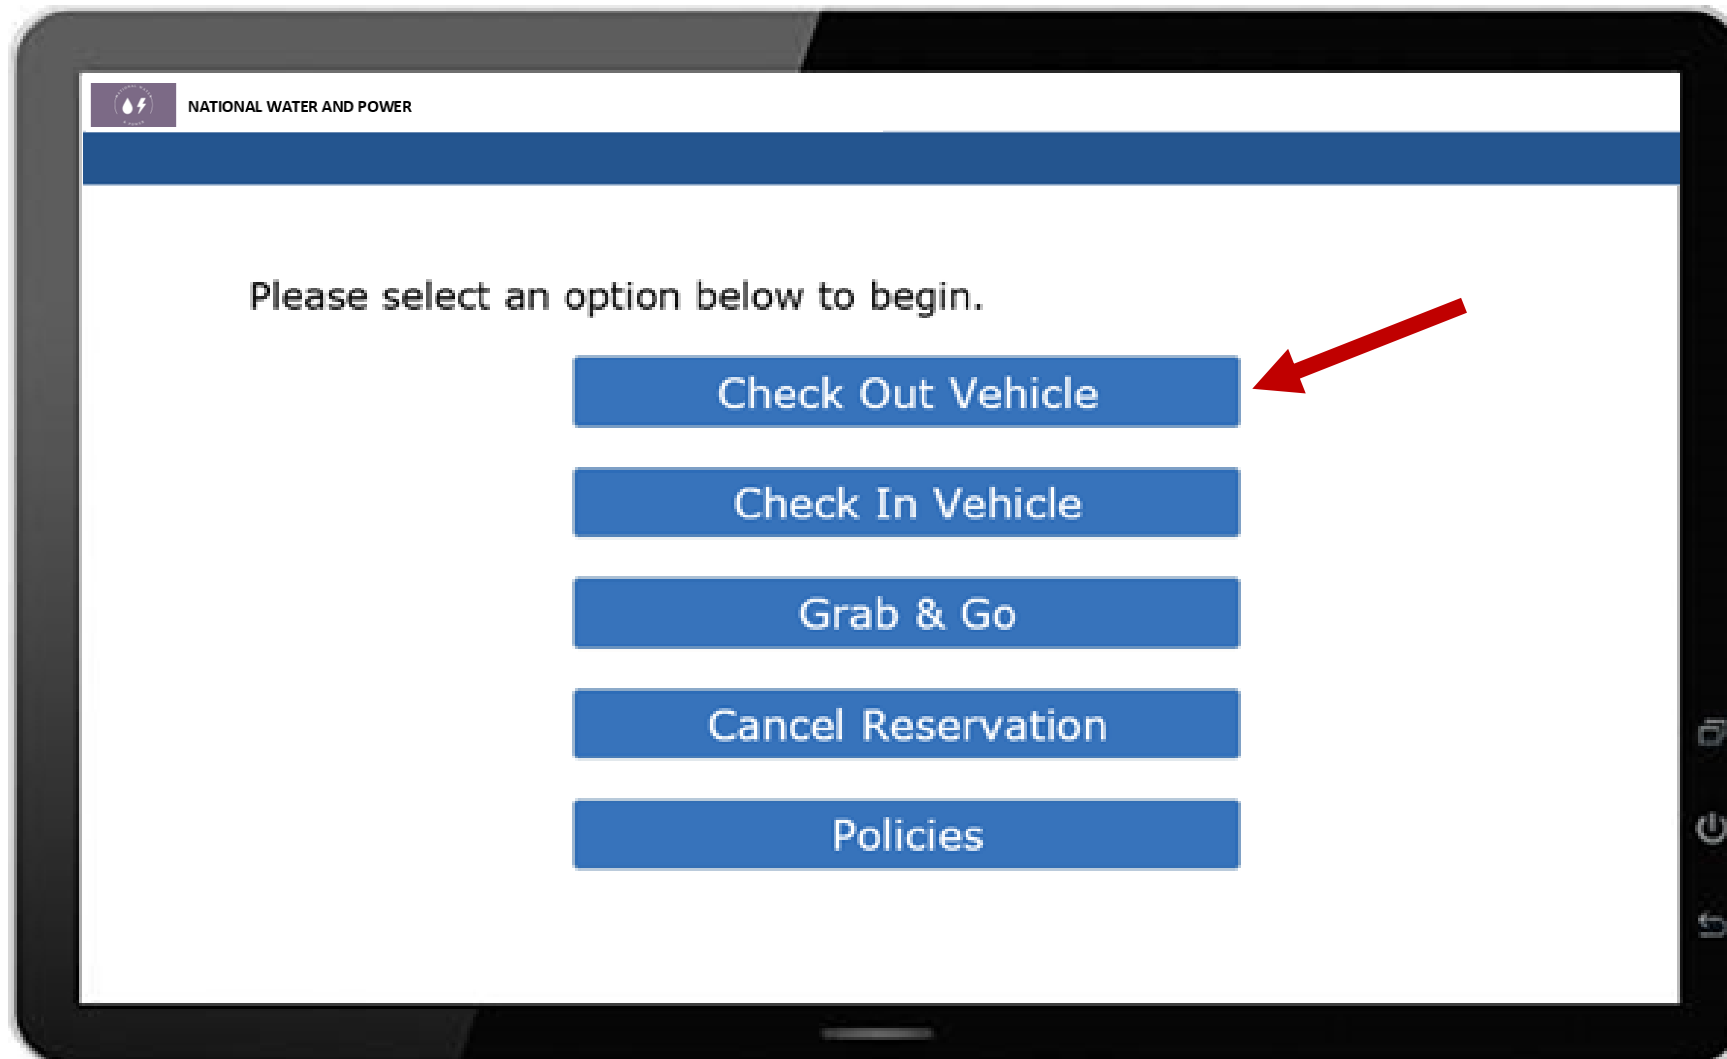 NATIONAL WATER AND POWER
Please select an option below to begin.
Check Out Vehicle
Check In Vehicle
Grab & Go
Cancel Reservation
Policies